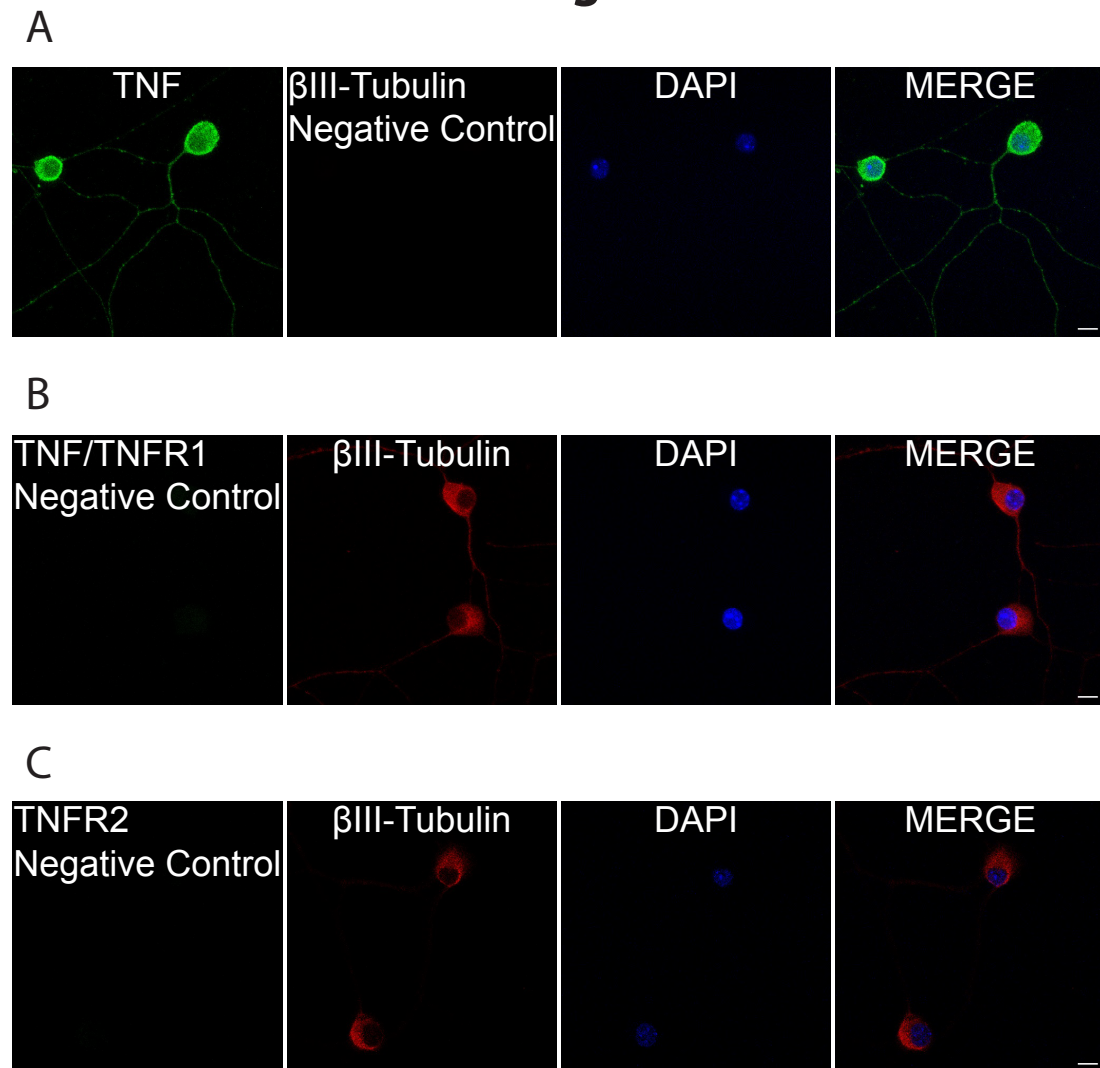 A
TNF
βIII-Tubulin
Negative Control
DAPI
MERGE
B
TNF/TNFR1
Negative Control
βIII-Tubulin
DAPI
MERGE
C
TNFR2
Negative Control
βIII-Tubulin
DAPI
MERGE